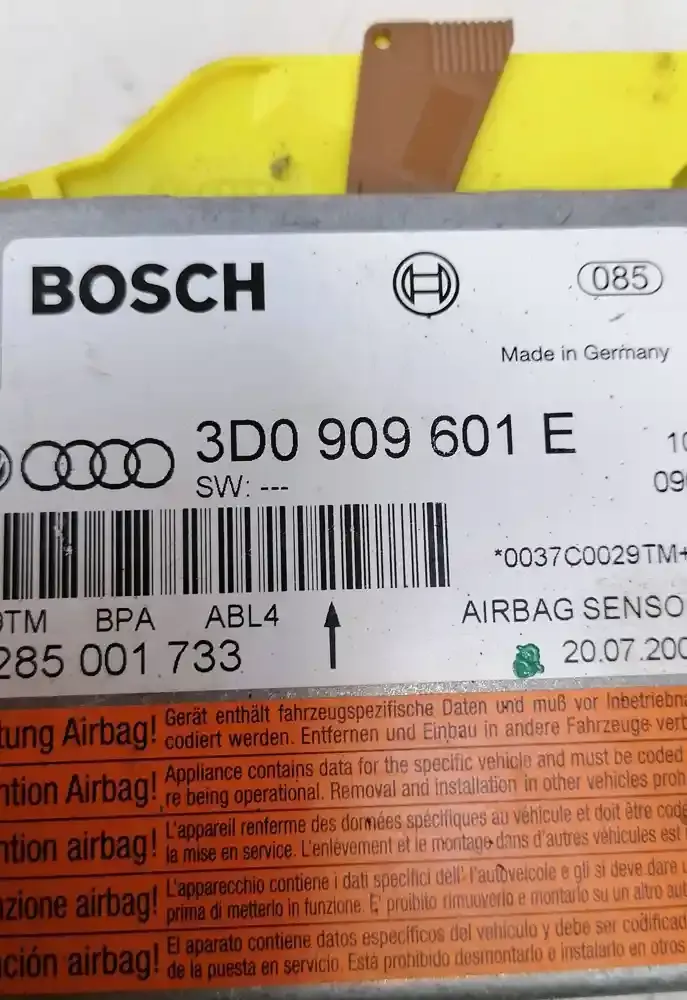 BOSCH
085
Made in Germany
3D0 909 601 E
SW: ---
*0037C0029TM+
BPA ABL4
AIRBAG SENSO
285 001 733
20.07.200
tung Airbag! Gerät enthält fahrzeugspezifische Daten und muß vor Inbetriebna
codiert werden. Entfernen und Einbau in andere Fahrzeuge verb
ntion Airbag! Appliance contains data for the specific vehicle and must be coded
re being operational. Removal and installation in other vehicles proh
ntion airbag! L'appareil renferme des données spécifiques au véhicule et doit être codé
la mise en service. L'enlèvement et le montage dans d'autres véhicules est
nzione airbag! L'apparecchio contiene i dati specifici dell' l'autoveicolo e gli si deve dare
prima di metterlo in funzione. E' proibito rimuoverlo e montarlo su un altro aut
ción airbag! El aparato contiene datos específicos del vehículo y debe ser codificad
de la puesta en servicio. Está prohibido desmontarlo e instalarlo en otros